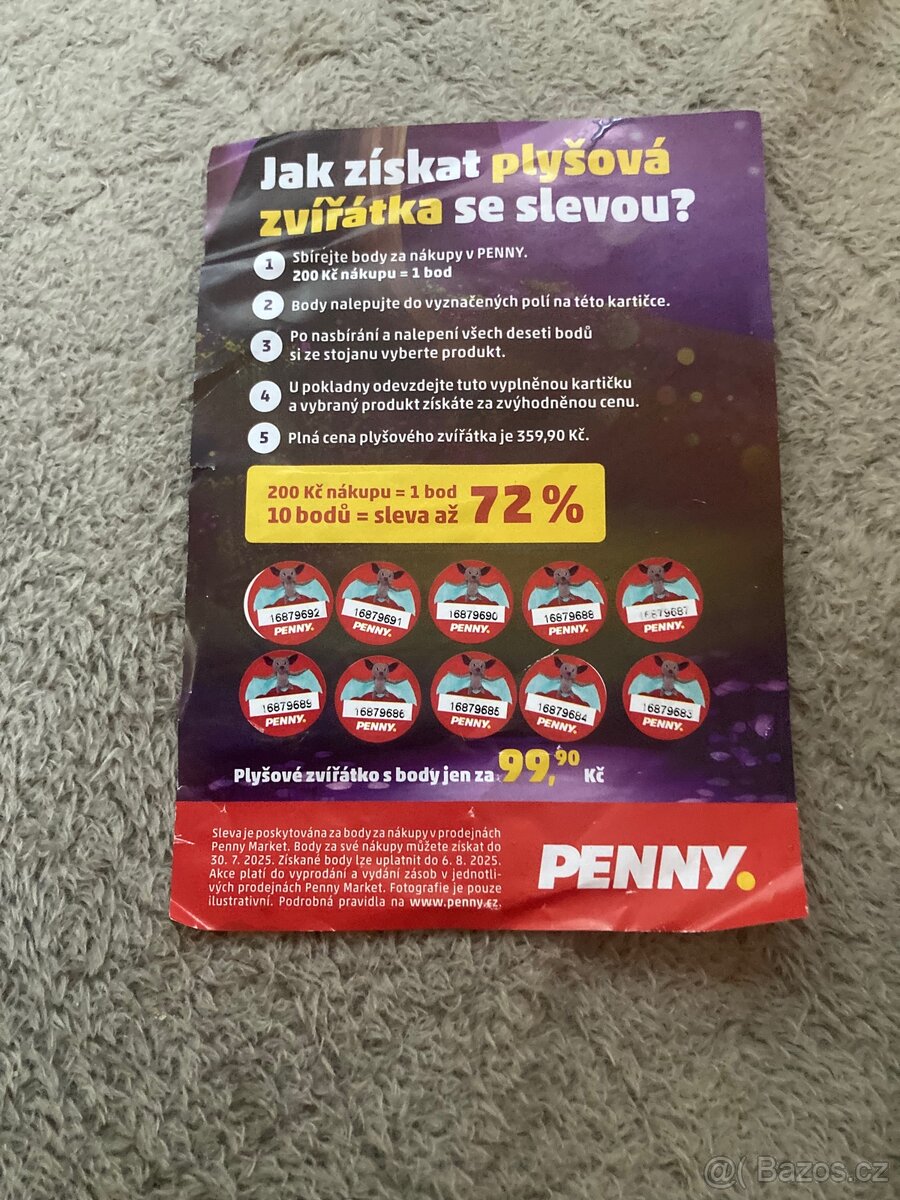 Jak získat plyšová
zvířátka se slevou?
1 Sbírejte body za nákupy v PENNY.
200 Kč nákupu = 1 bod
2 Body nalepujte do vyznačených polí na této kartičce.
3 Po nasbírání a nalepení všech deseti bodů
si ze stojanu vyberte produkt.
4 U pokladny odevzdejte tuto vyplněnou kartičku
a vybraný produkt získáte za zvýhodněnou cenu.
5 Plná cena plyšového zvířátka je 359,90 Kč.
200 Kč nákupu = 1 bod
10 bodů = sleva až 72 %
16879692 16879691 16879690 16879688 16879687
PENNY. PENNY. PENNY. PENNY. PENNY.
16879689 16879686 16879685 16879684 16879683
PENNY. PENNY. PENNY. PENNY. PENNY.
Plyšové zvířátko s body jen za 99,90 Kč
Sleva je poskytována za body za nákupy v prodejnách
Penny Market. Body za své nákupy můžete získat do
30. 7. 2025. Získané body lze uplatnit do 6. 8. 2025.
Akce platí do vyprodání a vydání zásob v jednotli-
vých prodejnách Penny Market. Fotografie je pouze
ilustrativní. Podrobná pravidla na www.penny.cz.
PENNY.
@( Bazos.cz